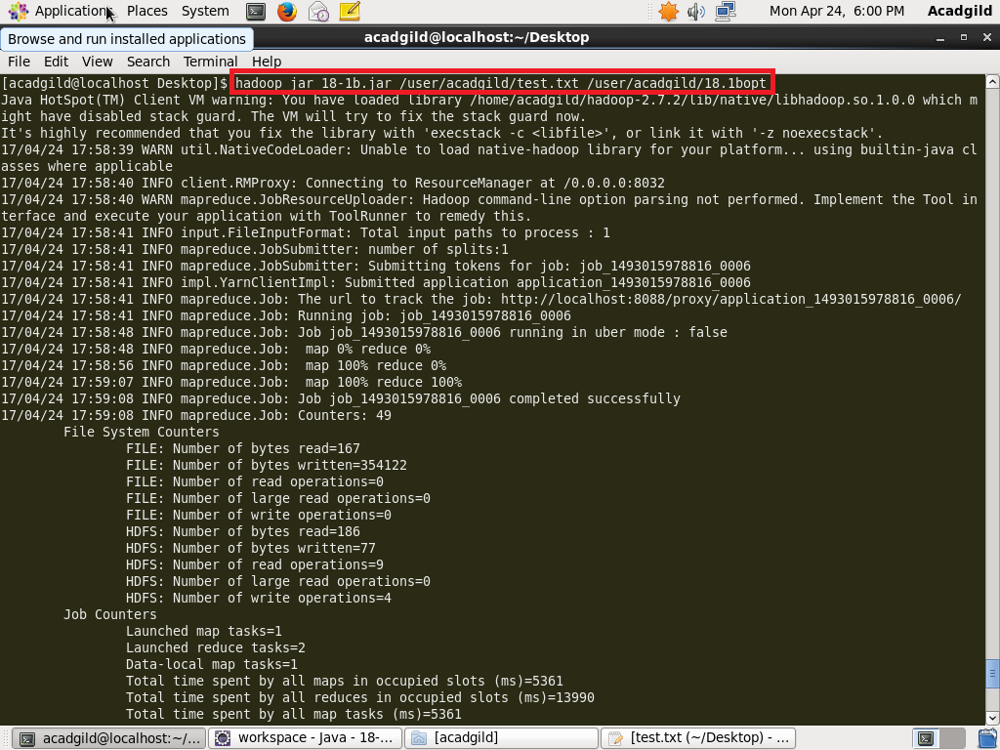 Applications Places System Mon Apr 24, 6:00 PM Acadgild
Browse and run installed applications
acadgild@localhost:~/Desktop
File Edit View Search Terminal Help
[acadgild@localhost Desktop]$ hadoop jar 18-1b.jar /user/acadgild/test.txt /user/acadgild/18.1bopt
Java HotSpot(TM) Client VM warning: You have loaded library /home/acadgild/hadoop-2.7.2/lib/native/libhadoop.so.1.0.0 which m
ight have disabled stack guard. The VM will try to fix the stack guard now.
It's highly recommended that you fix the library with 'execstack -c <libfile>', or link it with '-z noexecstack'.
17/04/24 17:58:39 WARN util.NativeCodeLoader: Unable to load native-hadoop library for your platform... using builtin-java cl
asses where applicable
17/04/24 17:58:40 INFO client.RMProxy: Connecting to ResourceManager at /0.0.0.0:8032
17/04/24 17:58:40 WARN mapreduce.JobResourceUploader: Hadoop command-line option parsing not performed. Implement the Tool in
terface and execute your application with ToolRunner to remedy this.
17/04/24 17:58:41 INFO input.FileInputFormat: Total input paths to process : 1
17/04/24 17:58:41 INFO mapreduce.JobSubmitter: number of splits:1
17/04/24 17:58:41 INFO mapreduce.JobSubmitter: Submitting tokens for job: job_1493015978816_0006
17/04/24 17:58:41 INFO impl.YarnClientImpl: Submitted application application_1493015978816_0006
17/04/24 17:58:41 INFO mapreduce.Job: The url to track the job: http://localhost:8088/proxy/application_1493015978816_0006/
17/04/24 17:58:41 INFO mapreduce.Job: Running job: job_1493015978816_0006
17/04/24 17:58:48 INFO mapreduce.Job: Job job_1493015978816_0006 running in uber mode : false
17/04/24 17:58:48 INFO mapreduce.Job:  map 0% reduce 0%
17/04/24 17:58:56 INFO mapreduce.Job:  map 100% reduce 0%
17/04/24 17:59:07 INFO mapreduce.Job:  map 100% reduce 100%
17/04/24 17:59:08 INFO mapreduce.Job: Job job_1493015978816_0006 completed successfully
17/04/24 17:59:08 INFO mapreduce.Job: Counters: 49
File System Counters
FILE: Number of bytes read=167
FILE: Number of bytes written=354122
FILE: Number of read operations=0
FILE: Number of large read operations=0
FILE: Number of write operations=0
HDFS: Number of bytes read=186
HDFS: Number of bytes written=77
HDFS: Number of read operations=9
HDFS: Number of large read operations=0
HDFS: Number of write operations=4
Job Counters
Launched map tasks=1
Launched reduce tasks=2
Data-local map tasks=1
Total time spent by all maps in occupied slots (ms)=5361
Total time spent by all reduces in occupied slots (ms)=13990
Total time spent by all map tasks (ms)=5361
acadgild@localhost:~/... workspace - Java - 18-... [acadgild] [test.txt (~/Desktop) - ...